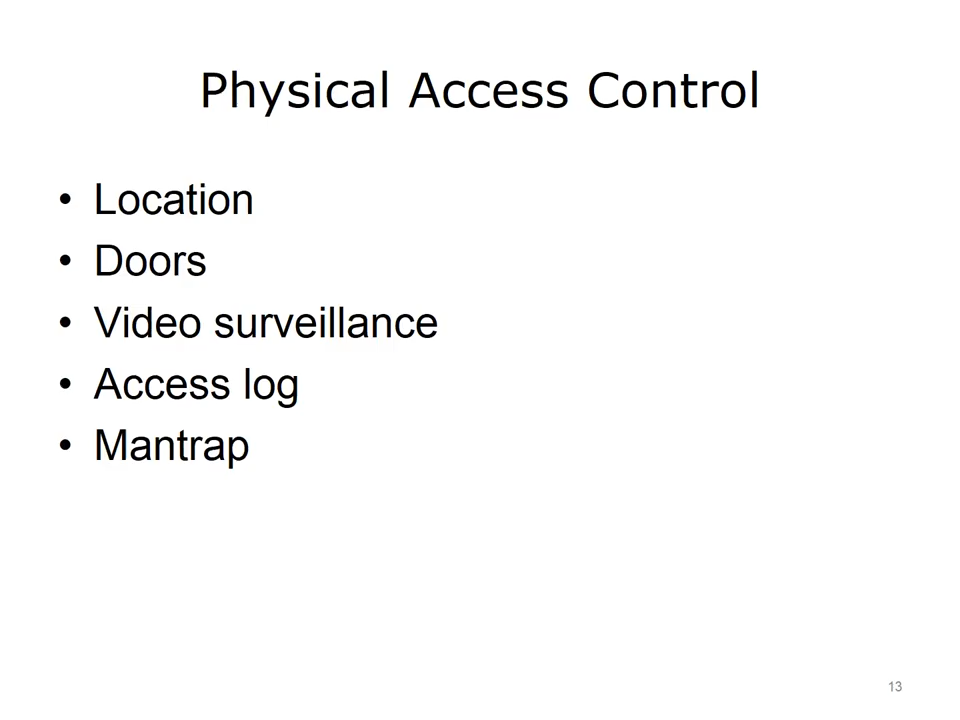 Physical Access Control
• Location
• Doors
• Video surveillance
• Access log
• Mantrap
13